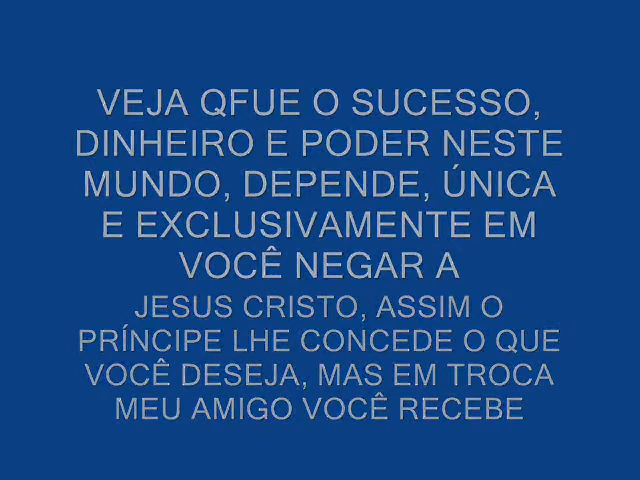 VEJA QFUE O SUCESSO,
DINHEIRO E PODER NESTE
MUNDO, DEPENDE, ÚNICA
E EXCLUSIVAMENTE EM
VOCÊ NEGAR A
JESUS CRISTO, ASSIM O
PRÍNCIPE LHE CONCEDE O QUE
VOCÊ DESEJA, MAS EM TROCA
MEU AMIGO VOCÊ RECEBE